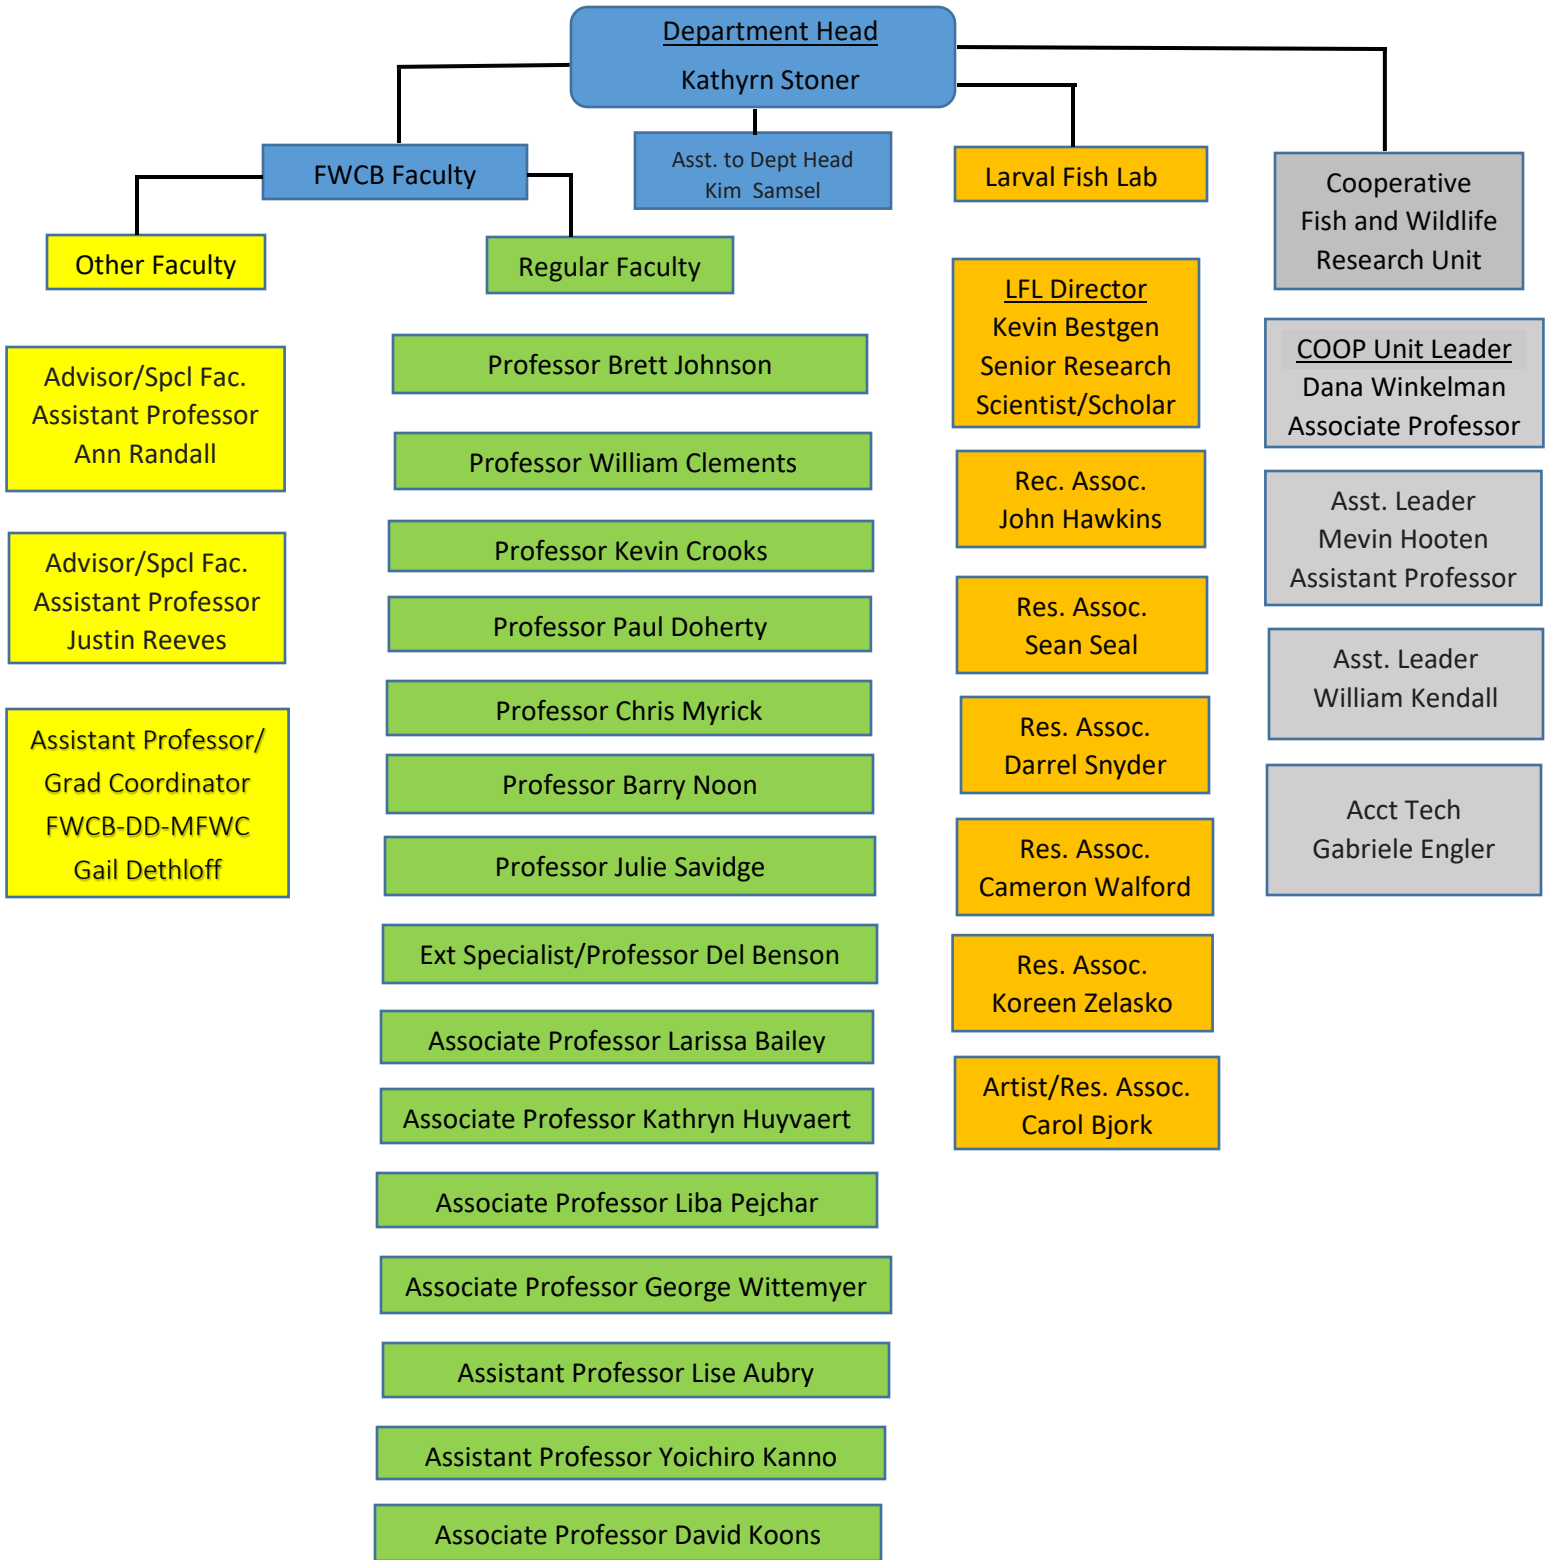 Department Head
Kathyrn Stoner
FWCB Faculty
Asst. to Dept Head
Kim Samsel
Larval Fish Lab
Cooperative
Fish and Wildlife
Research Unit
Other Faculty
Regular Faculty
Advisor/Spcl Fac.
Assistant Professor
Ann Randall
Advisor/Spcl Fac.
Assistant Professor
Justin Reeves
Assistant Professor/
Grad Coordinator
FWCB-DD-MFWC
Gail Dethloff
Professor Brett Johnson
Professor William Clements
Professor Kevin Crooks
Professor Paul Doherty
Professor Chris Myrick
Professor Barry Noon
Professor Julie Savidge
Ext Specialist/Professor Del Benson
Associate Professor Larissa Bailey
Associate Professor Kathryn Huyvaert
Associate Professor Liba Pejchar
Associate Professor George Wittemyer
Assistant Professor Lise Aubry
Assistant Professor Yoichiro Kanno
Associate Professor David Koons
LFL Director
Kevin Bestgen
Senior Research
Scientist/Scholar
Rec. Assoc.
John Hawkins
Res. Assoc.
Sean Seal
Res. Assoc.
Darrel Snyder
Res. Assoc.
Cameron Walford
Res. Assoc.
Koreen Zelasko
Artist/Res. Assoc.
Carol Bjork
COOP Unit Leader
Dana Winkelman
Associate Professor
Asst. Leader
Mevin Hooten
Assistant Professor
Asst. Leader
William Kendall
Acct Tech
Gabriele Engler